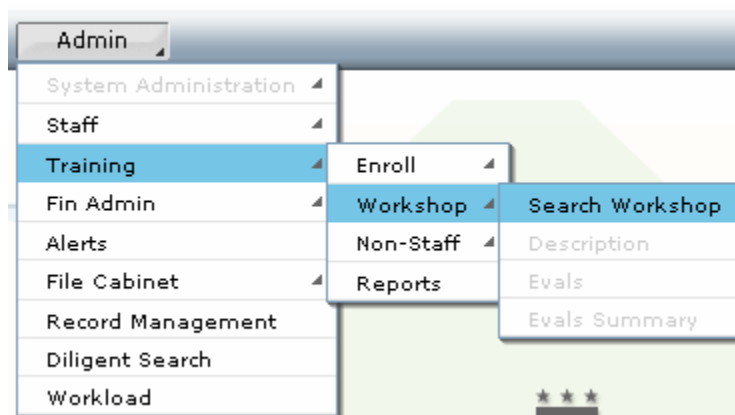 Admin
System Administration
Staff
Training
Fin Admin
Alerts
File Cabinet
Record Management
Diligent Search
Workload
Enroll
Workshop
Non-Staff
Reports
Search Workshop
Description
Evals
Evals Summary